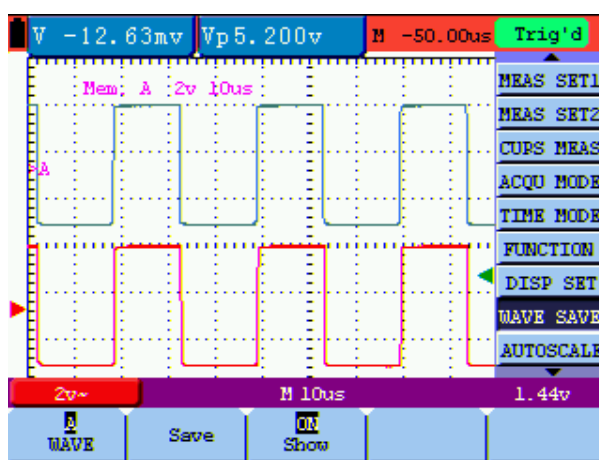 V -12.63mv Vp5.200v M -50.00us Trig'd
Mem: A 2v 10us
>A
MEAS SET1
MEAS SET2
CUPS MEAS
ACQU MODE
TIME MODE
FUNCTION
DISP SET
WAVE SAVE
AUTOSCALE
2v~ M 10us 1.44v
A
WAVE
Save
ON
Show